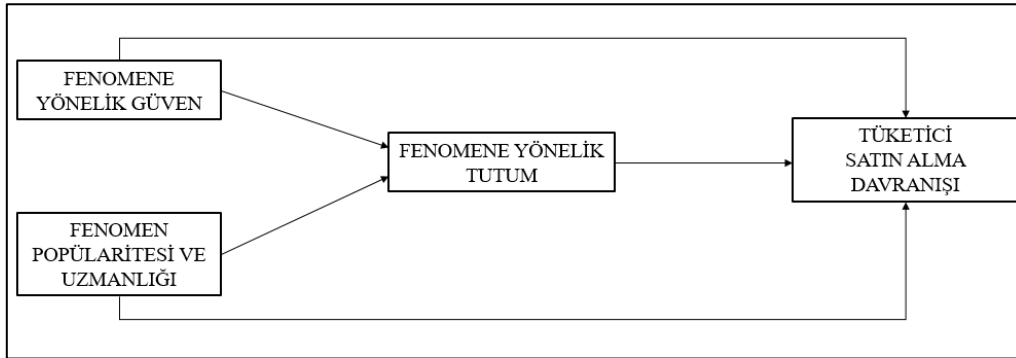 FENOMENE
YÖNELİK GÜVEN
FENOMENE YÖNELİK
TUTUM
TÜKETİCİ
SATIN ALMA
DAVRANIŞI
FENOMEN
POPÜLARİTESİ VE
UZMANLIĞI